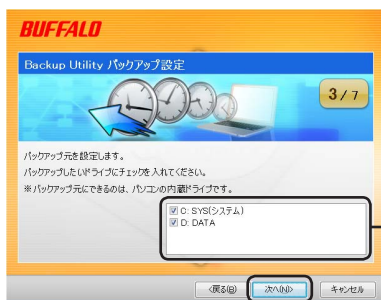 BUFFALO
Backup Utility バックアップ設定
3/7
バックアップ元を設定します。
バックアップしたいドライブにチェックを入れてください。
※バックアップ元にできるのは、パソコンの内蔵ドライブです。
C: SYS(システム)
D: DATA
<戻る(B)
次へ(N)>
キャンセル